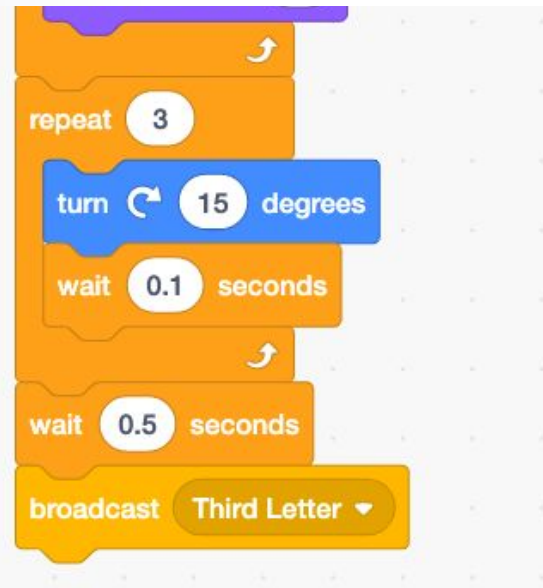 repeat 3
turn 15 degrees
wait 0.1 seconds
wait 0.5 seconds
broadcast Third Letter